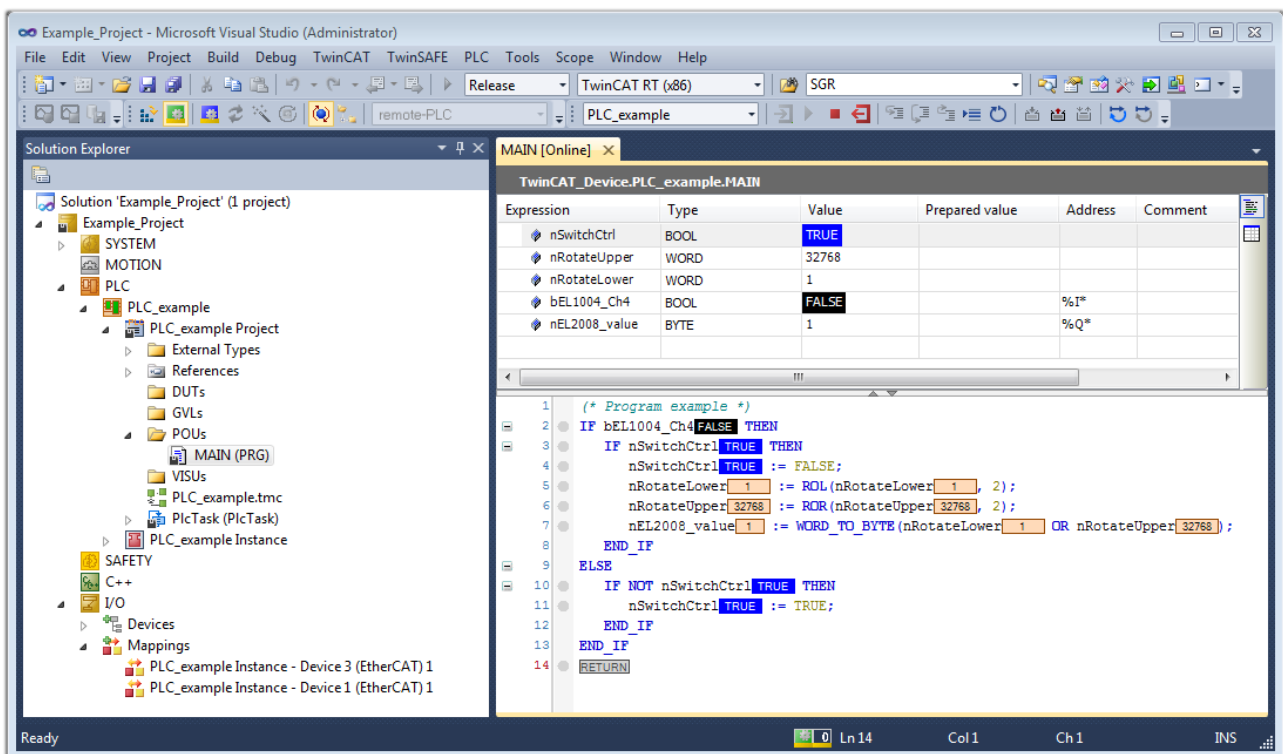 Example_Project - Microsoft Visual Studio (Administrator)
File Edit View Project Build Debug TwinCAT TwinSAFE PLC Tools Scope Window Help
Release TwinCAT RT (x86) SGR
remote-PLC PLC_example
Solution Explorer
Solution 'Example_Project' (1 project)
Example_Project
SYSTEM
MOTION
PLC
PLC_example
PLC_example Project
External Types
References
DUTs
GVLs
POUs
MAIN (PRG)
VISUs
PLC_example.tmc
PlcTask (PlcTask)
PLC_example Instance
SAFETY
C++
I/O
Devices
Mappings
PLC_example Instance - Device 3 (EtherCAT) 1
PLC_example Instance - Device 1 (EtherCAT) 1
MAIN [Online]
TwinCAT_Device.PLC_example.MAIN
Expression Type Value Prepared value Address Comment
nSwitchCtrl BOOL TRUE
nRotateUpper WORD 32768
nRotateLower WORD 1
bEL1004_Ch4 BOOL FALSE %I*
nEL2008_value BYTE 1 %Q*
1 (* Program example *)
2 IF bEL1004_Ch4 FALSE THEN
3 IF nSwitchCtrl TRUE THEN
4 nSwitchCtrl TRUE := FALSE;
5 nRotateLower 1 := ROL(nRotateLower 1 , 2);
6 nRotateUpper 32768 := ROR(nRotateUpper 32768 , 2);
7 nEL2008_value 1 := WORD_TO_BYTE(nRotateLower 1 OR nRotateUpper 32768 );
8 END_IF
9 ELSE
10 IF NOT nSwitchCtrl TRUE THEN
11 nSwitchCtrl TRUE := TRUE;
12 END_IF
13 END_IF
14 RETURN
Ready 0 Ln 14 Col 1 Ch 1 INS